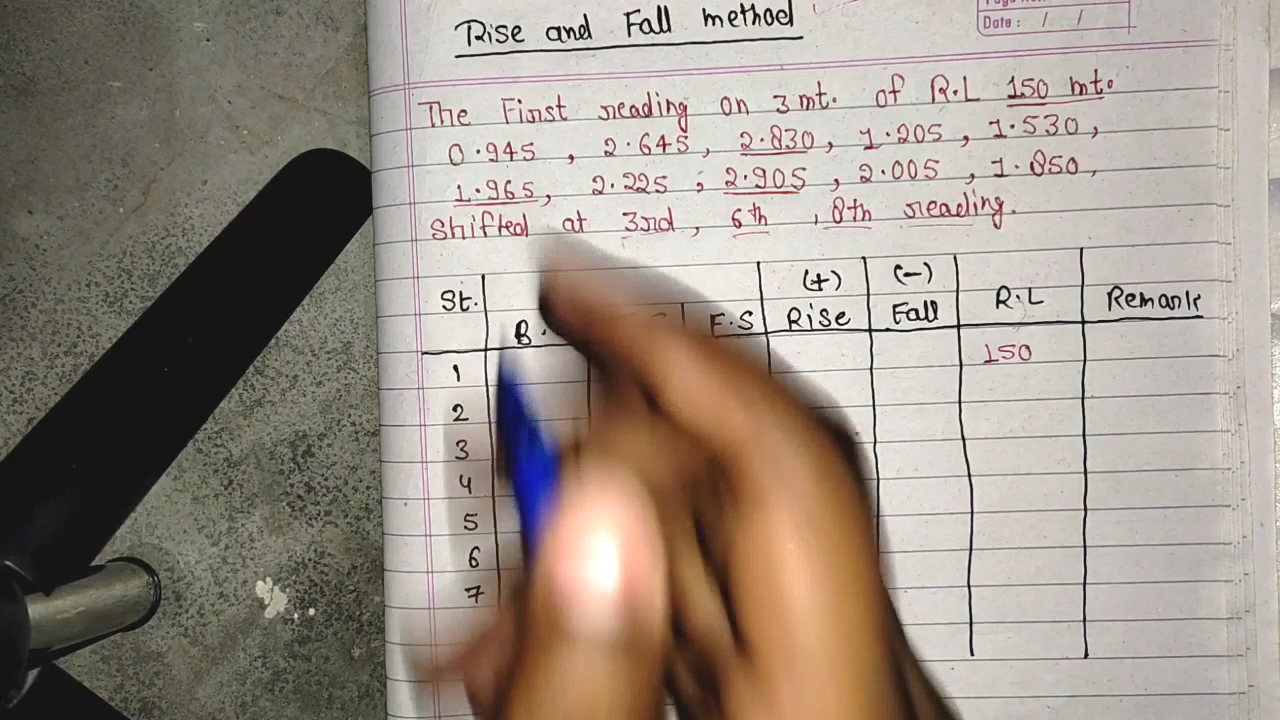 Rise and Fall method
Date : / /
The First reading on 3 mt. of R.L 150 mt.
0.945 , 2.645 , 2.830 , 1.205 , 1.530 ,
1.965 , 2.225 , 2.905 , 2.005 , 1.850 ,
Shifted at 3rd , 6th , 8th reading.
St. B. F.S (+) Rise (-) Fall R.L Remark
1 150
2
3
4
5
6
7